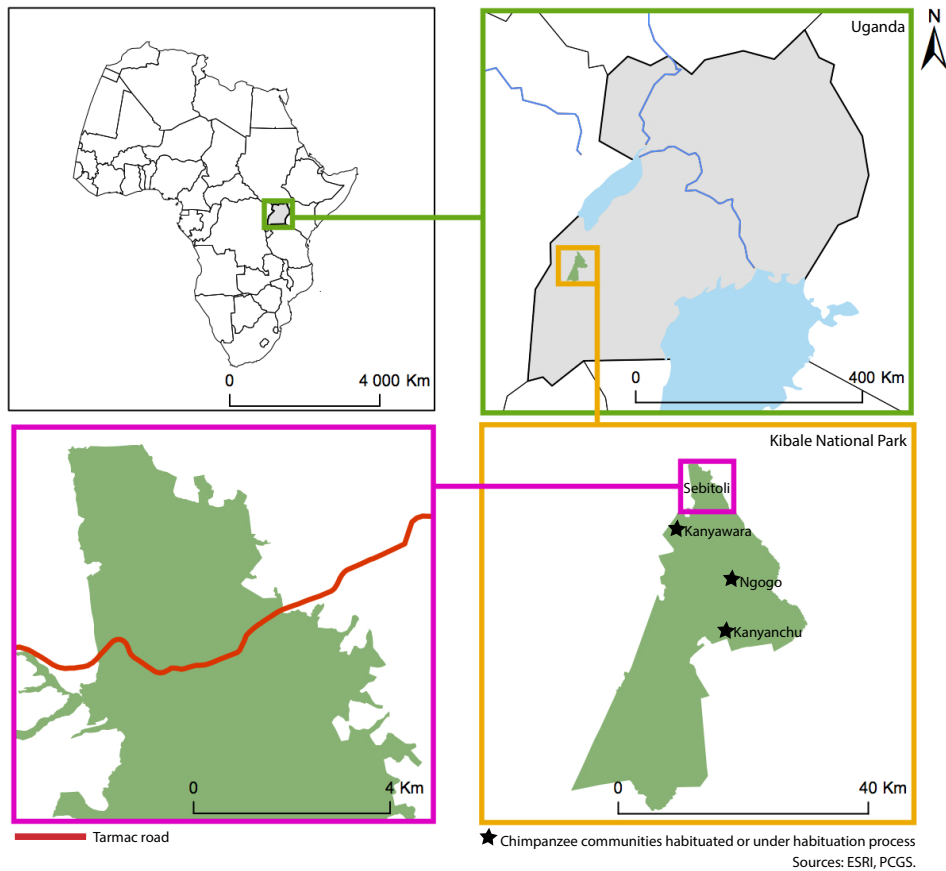 N
Uganda
0
4 000 Km
0
400 Km
Kibale National Park
Sebitoli
Kanyawara
Ngogo
Kanyanchu
0
4 Km
0
40 Km
Tarmac road
Chimpanzee communities habituated or under habituation process
Sources: ESRI, PCGS.